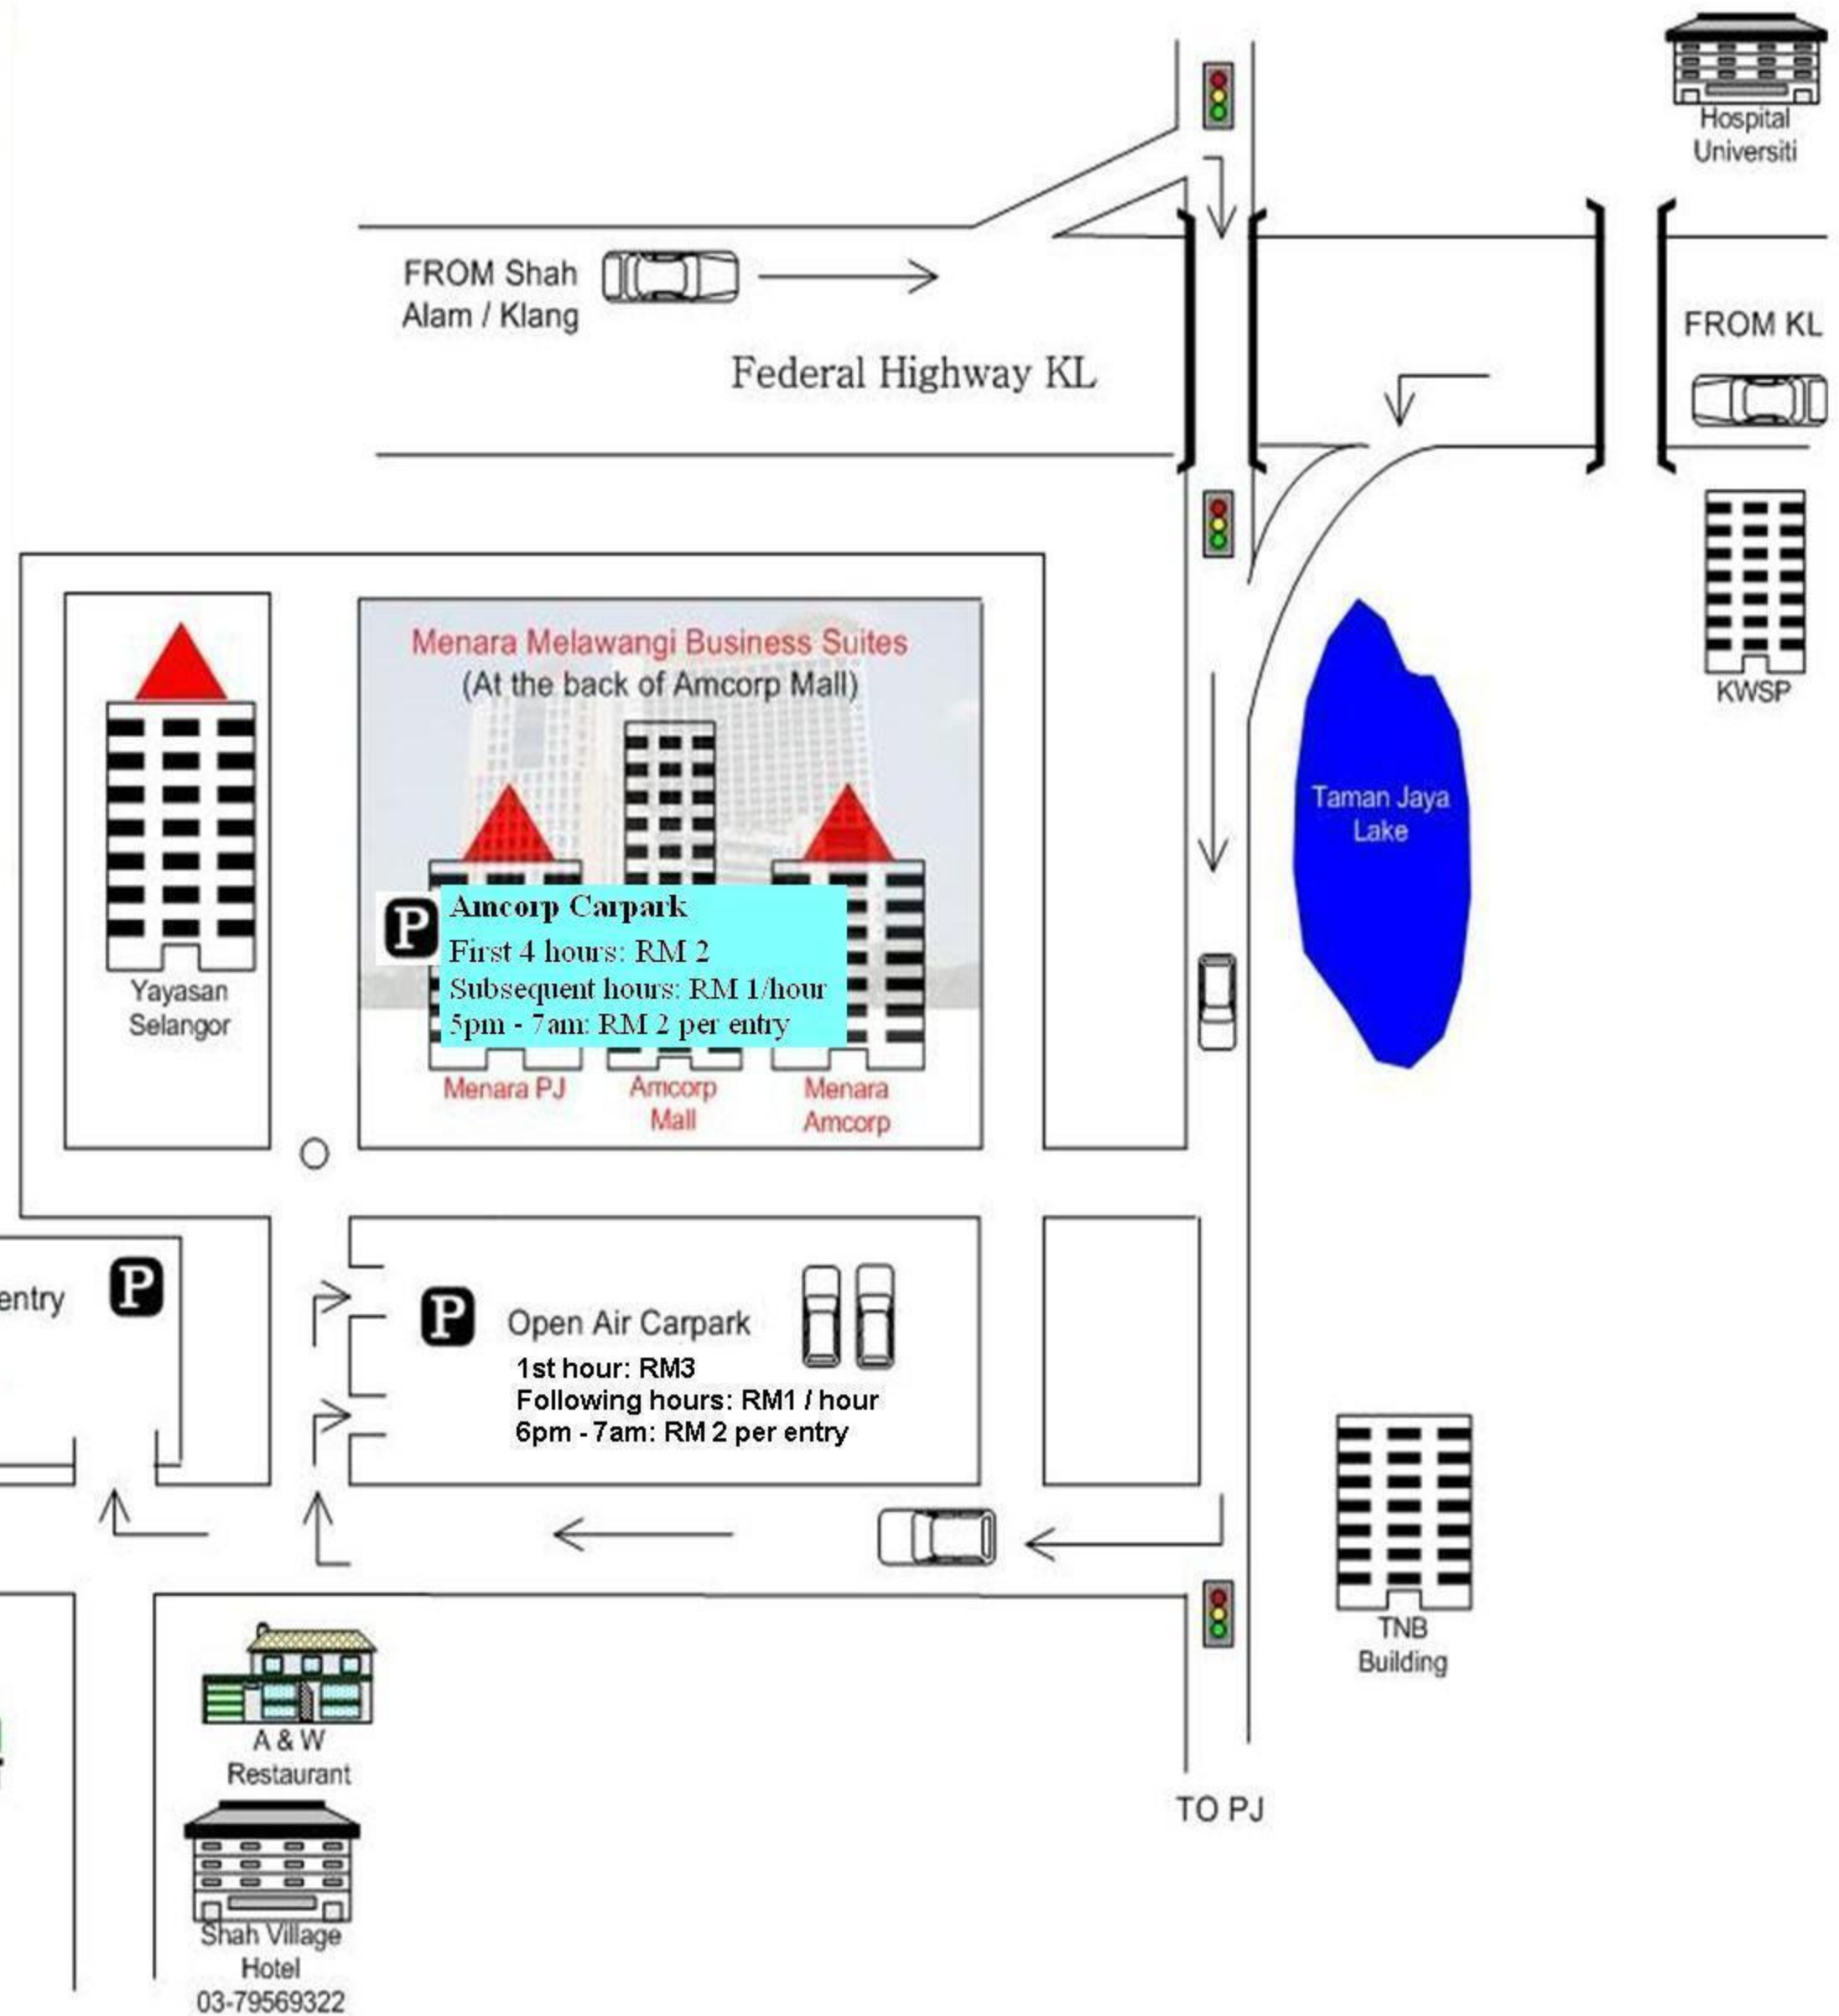 Hospital
Universiti
FROM Shah
Alam / Klang
Federal Highway KL
FROM KL
KWSP
Menara Melawangi Business Suites
(At the back of Amcorp Mall)
Taman Jaya
Lake
P
Amcorp Carpark
First 4 hours: RM 2
Subsequent hours: RM 1/hour
5pm - 7am: RM 2 per entry
Yayasan
Selangor
Menara PJ
Amcorp
Mall
Menara
Amcorp
entry
P
P
Open Air Carpark
1st hour: RM3
Following hours: RM1 / hour
6pm - 7am: RM 2 per entry
TNB
Building
A & W
Restaurant
TO PJ
Shah Village
Hotel
03-79569322